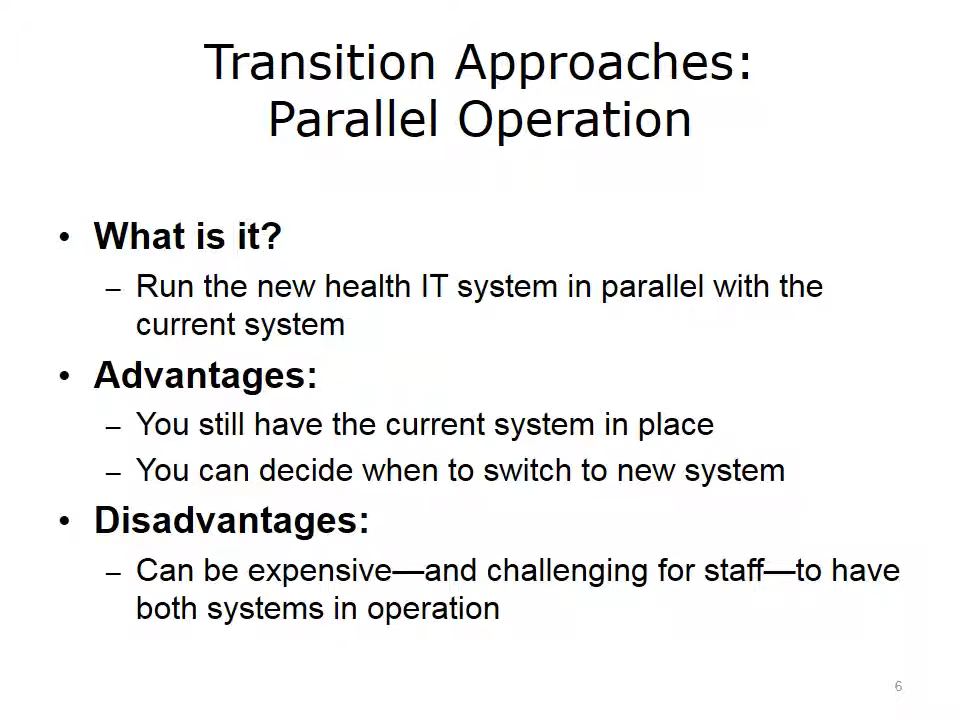 Transition Approaches:
Parallel Operation
• What is it?
– Run the new health IT system in parallel with the
current system
• Advantages:
– You still have the current system in place
– You can decide when to switch to new system
• Disadvantages:
– Can be expensive—and challenging for staff—to have
both systems in operation
6